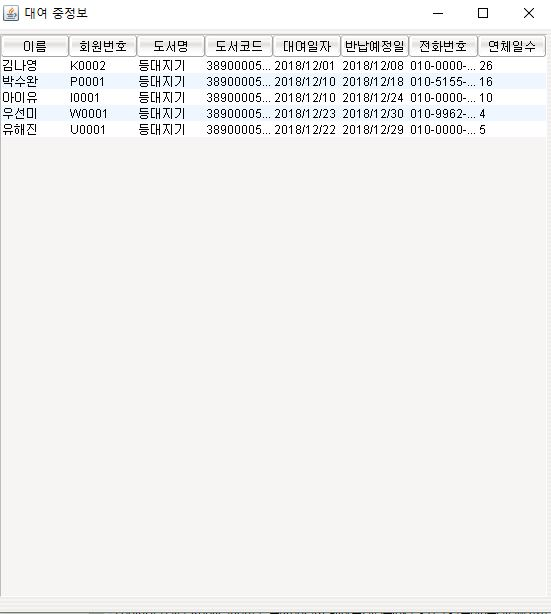 대여 중정보
이름 회원번호 도서명 도서코드 대여일자 반납예정일 전화번호 연체일수
김나영 K0002 등대지기 38900005... 2018/12/01 2018/12/08 010-0000-... 26
박수완 P0001 등대지기 38900005... 2018/12/10 2018/12/18 010-5155-... 16
아이유 I0001 등대지기 38900005... 2018/12/10 2018/12/24 010-0000-... 10
우선미 W0001 등대지기 38900005... 2018/12/23 2018/12/30 010-9962-... 4
유해진 U0001 등대지기 38900005... 2018/12/22 2018/12/29 010-0000-... 5